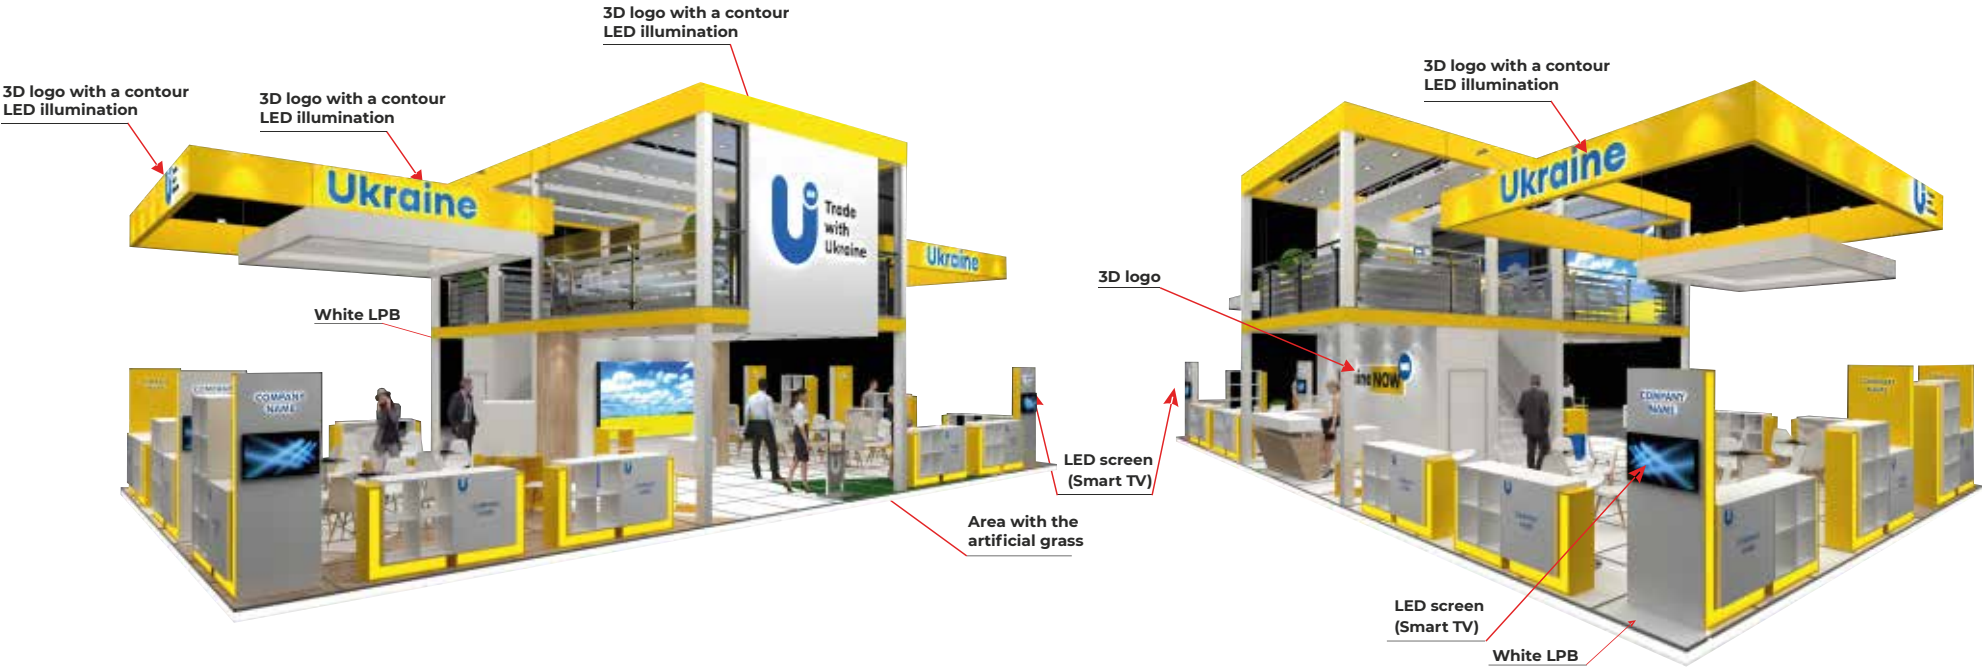 3D logo with a contour
LED illumination
3D logo with a contour
LED illumination
3D logo with a contour
LED illumination
Ukraine
Trade
with
Ukraine
Ukraine
White LPB
COMPANY
NAME
LED screen
(Smart TV)
Area with the
artificial grass
3D logo with a contour
LED illumination
Ukraine
3D logo
NOW
COMPANY
NAME
LED screen
(Smart TV)
White LPB